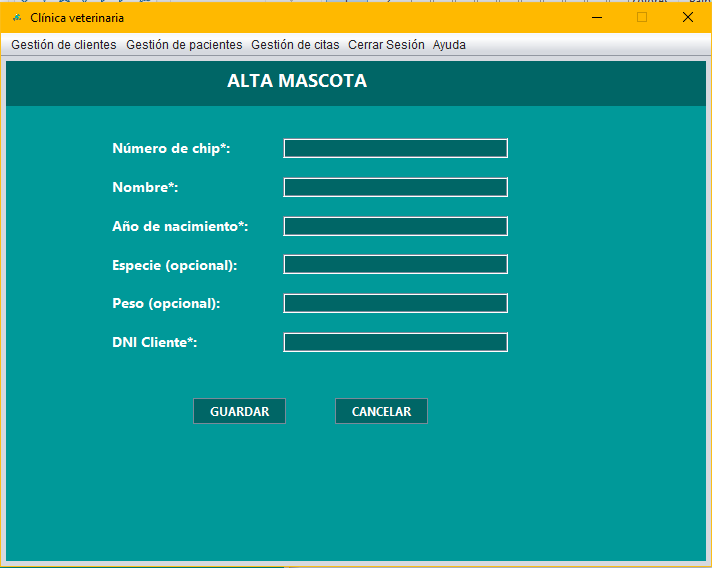 Clínica veterinaria
Gestión de clientes Gestión de pacientes Gestión de citas Cerrar Sesión Ayuda
ALTA MASCOTA
Número de chip*:
Nombre*:
Año de nacimiento*:
Especie (opcional):
Peso (opcional):
DNI Cliente*:
GUARDAR CANCELAR